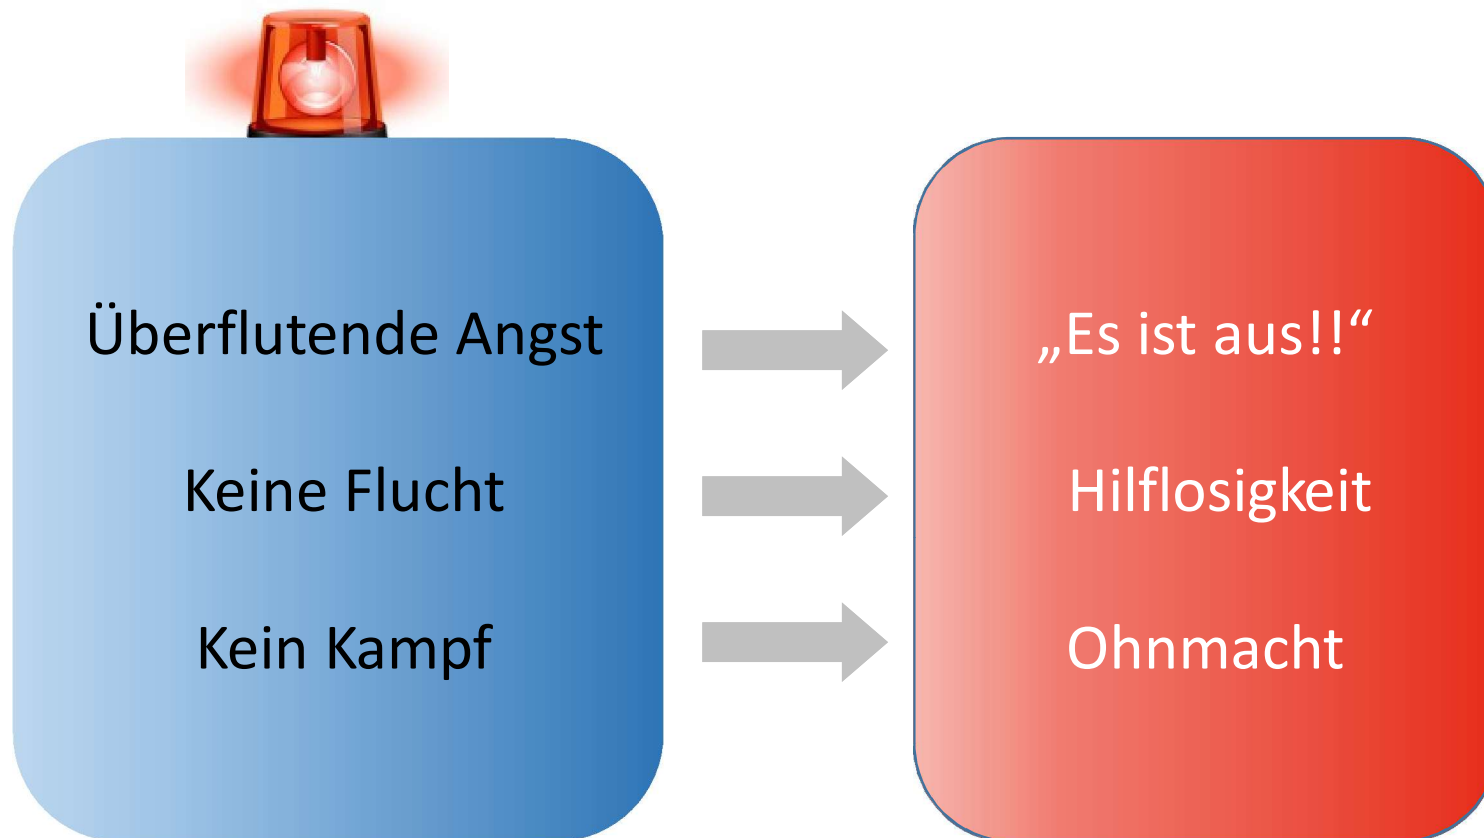 Überflutende Angst
„Es ist aus!!“
Keine Flucht
Hilflosigkeit
Kein Kampf
Ohnmacht